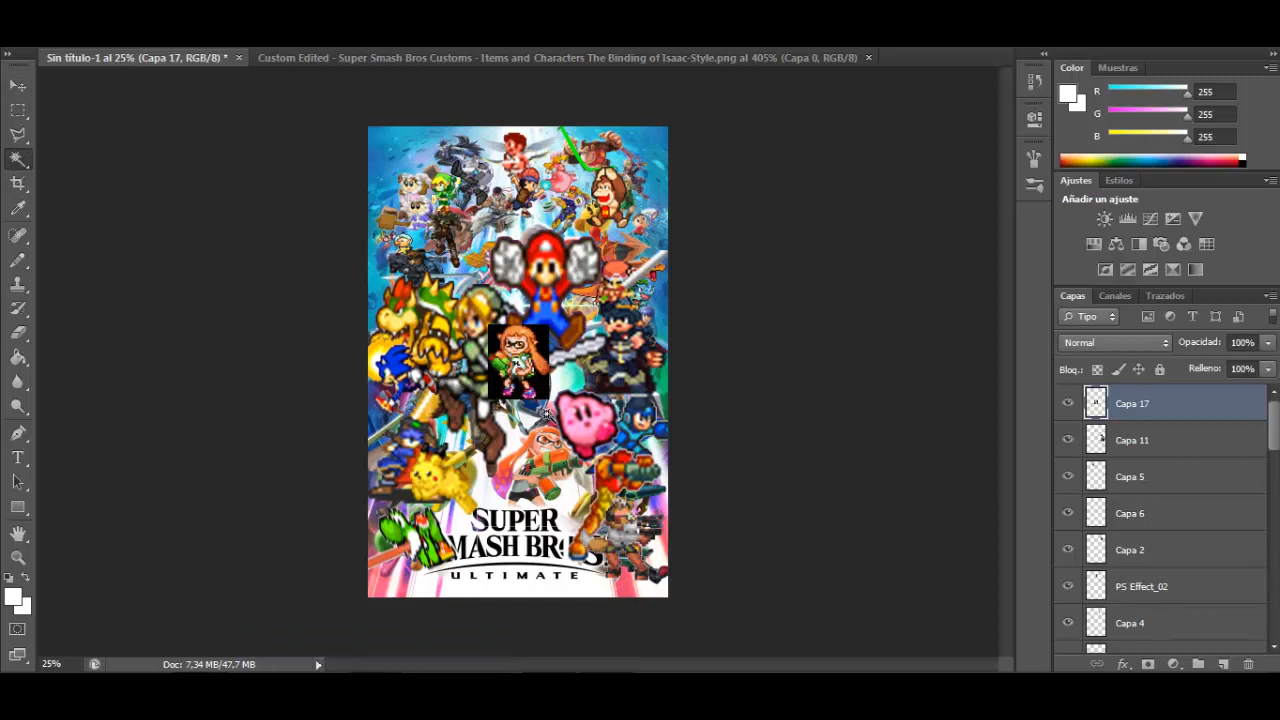 Sin título-1 al 25% (Capa 17, RGB/8) *
Custom Edited - Super Smash Bros Customs - Items and Characters The Binding of Isaac-Style.png al 405% (Capa 0, RGB/8)
Color
Muestras
R
255
G
255
B
255
Ajustes
Estilos
Añadir un ajuste
Capas
Canales
Trazados
Tipo
Normal
Opacidad:
100%
Bloq.:
Relleno:
100%
Capa 17
Capa 11
Capa 5
Capa 6
Capa 2
PS Effect_02
Capa 4
SUPER
MASH BR
ULTIMATE
25%
Doc: 7,34 MB/47,7 MB